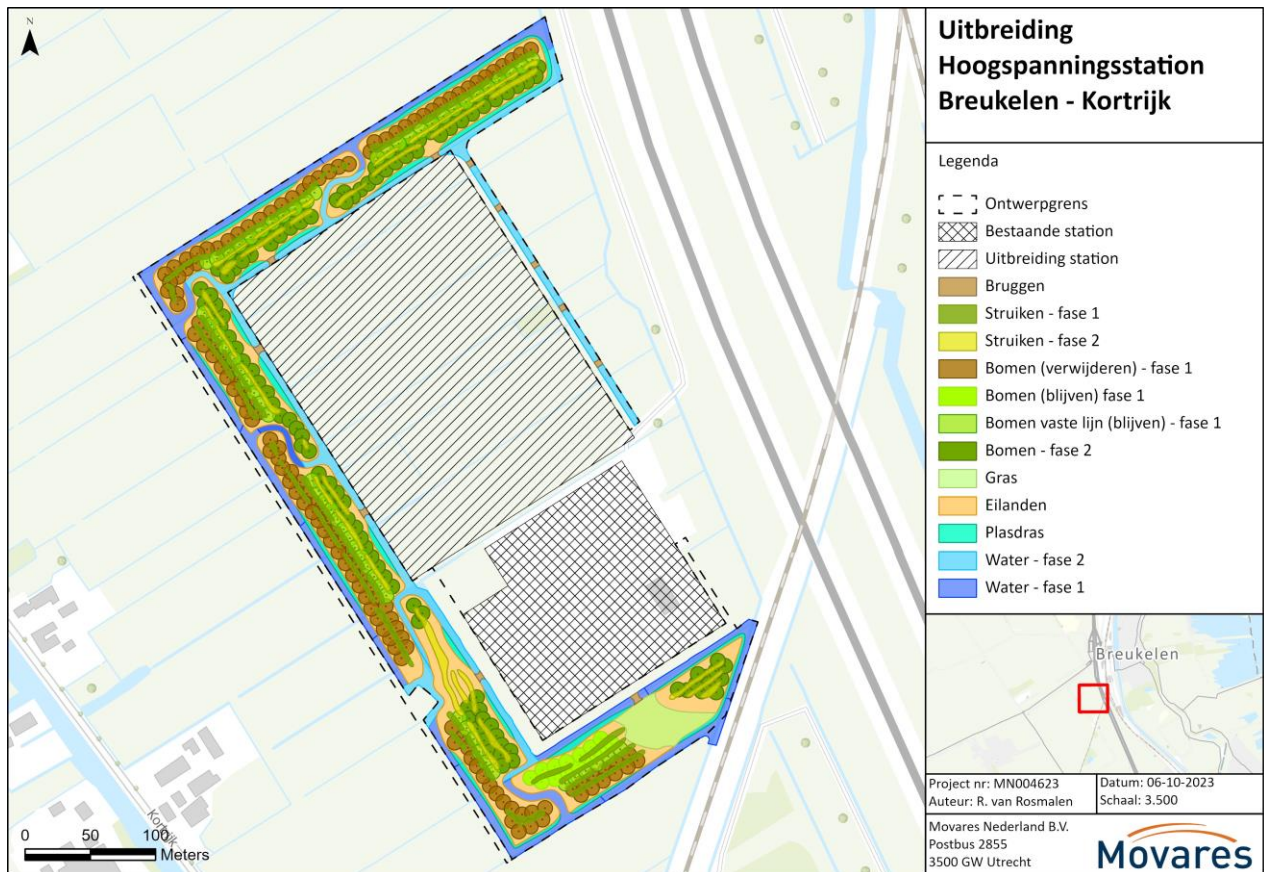 N
Kortrijk
0 50 100
Meters
Uitbreiding
Hoogspanningsstation
Breukelen - Kortrijk
Legenda
Ontwerpgrens
Bestaande station
Uitbreiding station
Bruggen
Struiken - fase 1
Struiken - fase 2
Bomen (verwijderen) - fase 1
Bomen (blijven) fase 1
Bomen vaste lijn (blijven) - fase 1
Bomen - fase 2
Gras
Eilanden
Plasdras
Water - fase 2
Water - fase 1
Breukelen
Project nr: MN004623
Auteur: R. van Rosmalen
Datum: 06-10-2023
Schaal: 3.500
Movares Nederland B.V.
Postbus 2855
3500 GW Utrecht
Movares